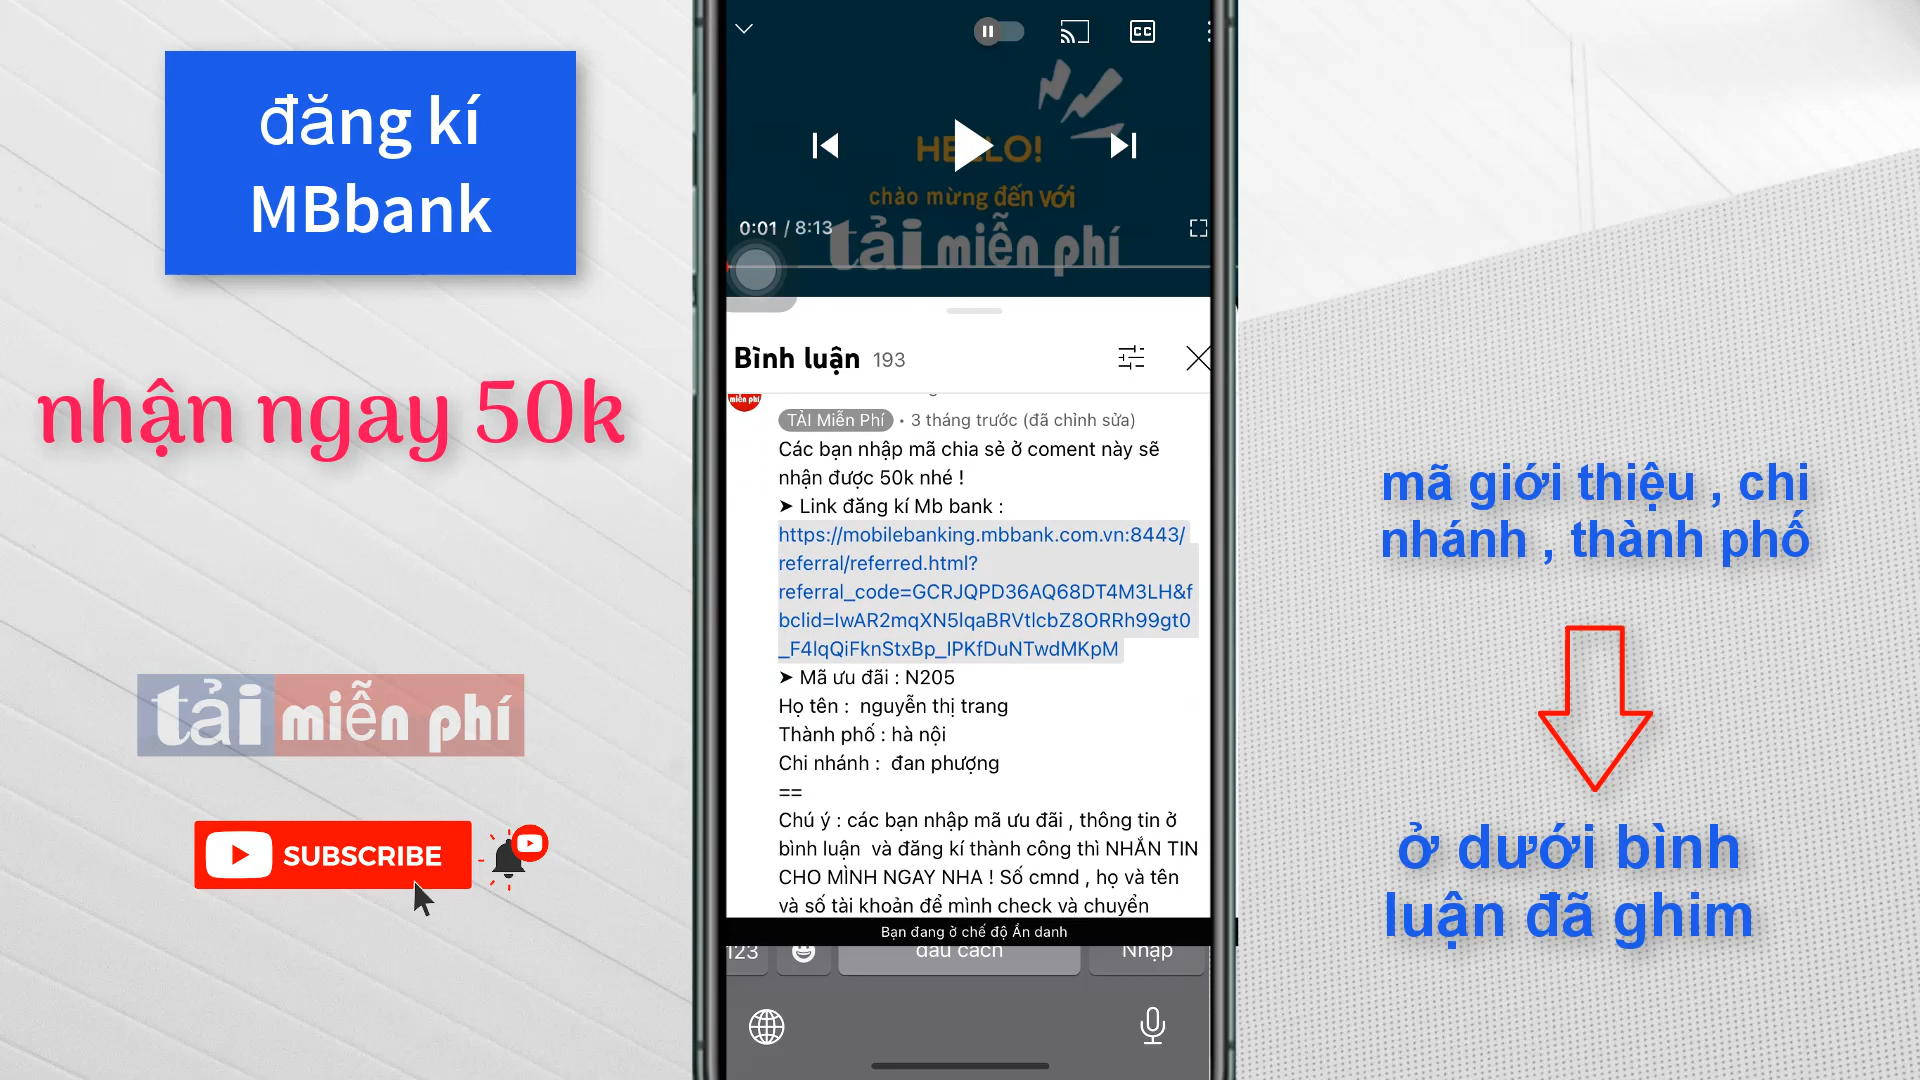 đăng kí
MBbank
nhận ngay 50k
tải miễn phí
SUBSCRIBE
CC
HELLO!
chào mừng đến với
tải miễn phí
0:01 / 8:13
Bình luận 193
miễn phí
TẢI Miễn Phí • 3 tháng trước (đã chỉnh sửa)
Các bạn nhập mã chia sẻ ở coment này sẽ
nhận được 50k nhé !
➤ Link đăng kí Mb bank :
https://mobilebanking.mbbank.com.vn:8443/
referral/referred.html?
referral_code=GCRJQPD36AQ68DT4M3LH&f
bclid=IwAR2mqXN5lqaBRVtlcbZ8ORRh99gt0
_F4lqQiFknStxBp_IPKfDuNTwdMKpM
➤ Mã ưu đãi : N205
Họ tên :  nguyễn thị trang
Thành phố : hà nội
Chi nhánh :  đan phượng
==
Chú ý : các bạn nhập mã ưu đãi , thông tin ở
bình luận  và đăng kí thành công thì NHẮN TIN
CHO MÌNH NGAY NHA ! Số cmnd , họ và tên
và số tài khoản để mình check và chuyển
Bạn đang ở chế độ Ẩn danh
123
dấu cách
Nhập
mã giới thiệu , chi
nhánh , thành phố
ở dưới bình
luận đã ghim